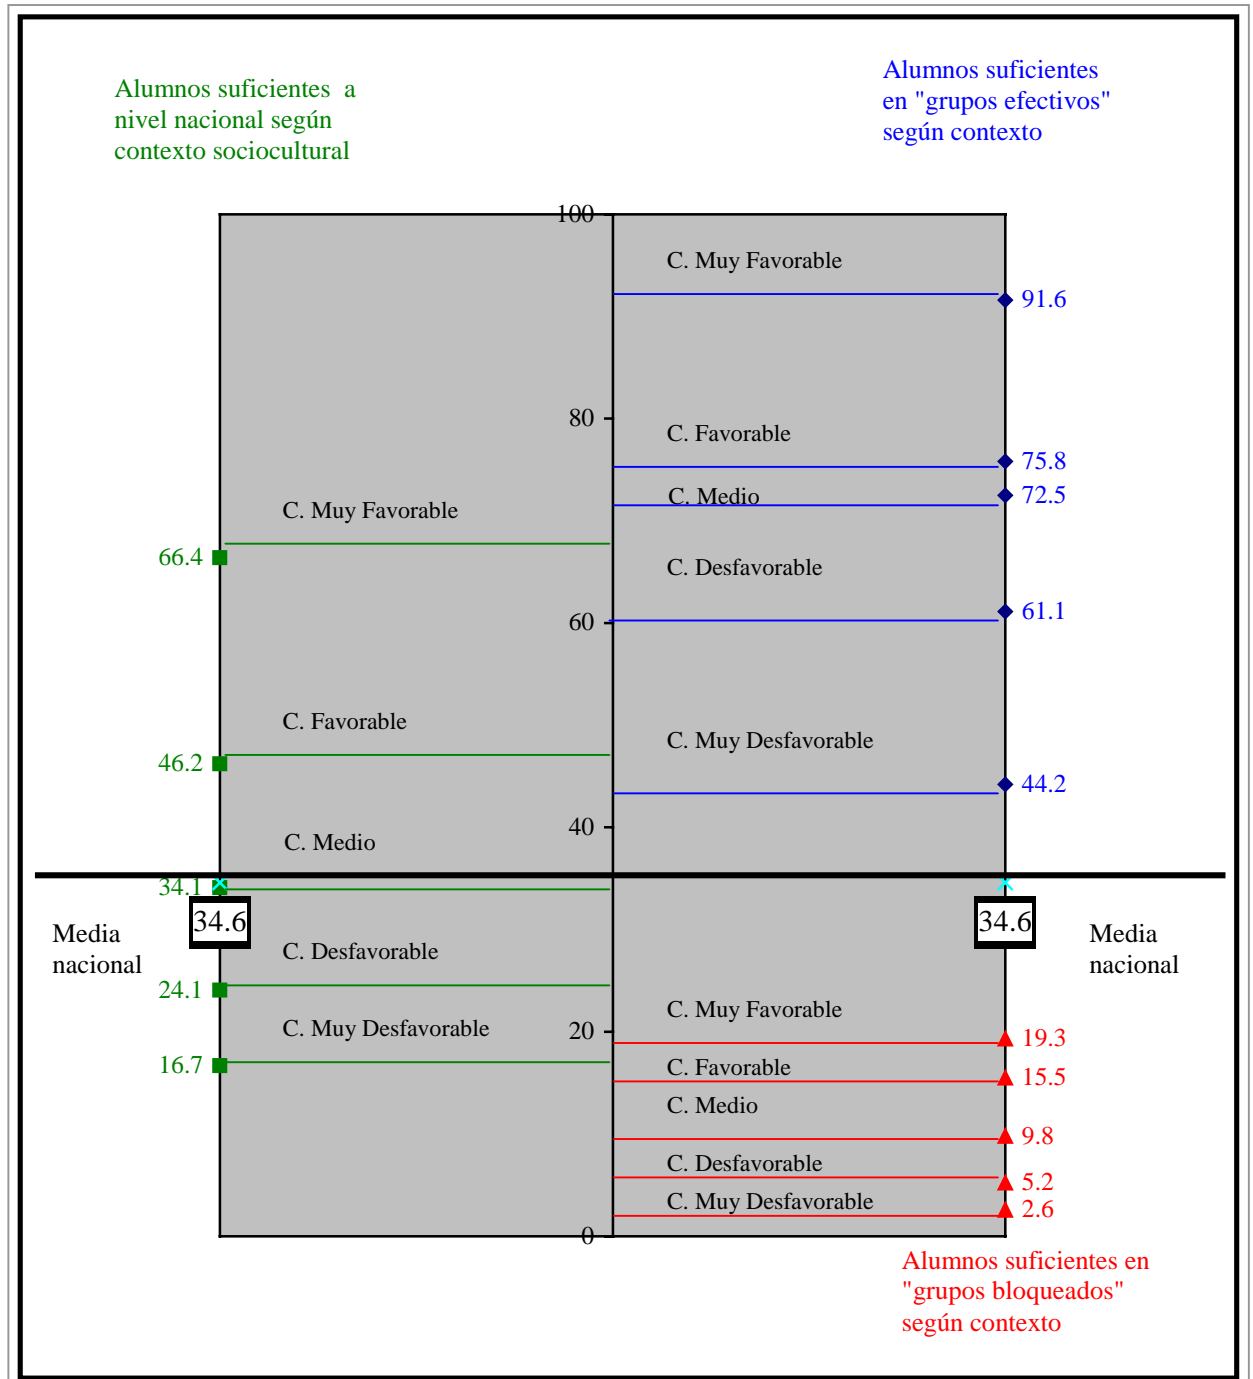 Alumnos suficientes a
nivel nacional según
contexto sociocultural
Alumnos suficientes
en "grupos efectivos"
según contexto
100
80
60
40
20
0
C. Muy Favorable
66.4
C. Favorable
46.2
C. Medio
34.1
34.6
Media
nacional
C. Desfavorable
24.1
C. Muy Desfavorable
16.7
C. Muy Favorable
91.6
C. Favorable
75.8
C. Medio
72.5
C. Desfavorable
61.1
C. Muy Desfavorable
44.2
34.6
Media
nacional
C. Muy Favorable
19.3
C. Favorable
15.5
C. Medio
9.8
C. Desfavorable
5.2
C. Muy Desfavorable
2.6
Alumnos suficientes en
"grupos bloqueados"
según contexto